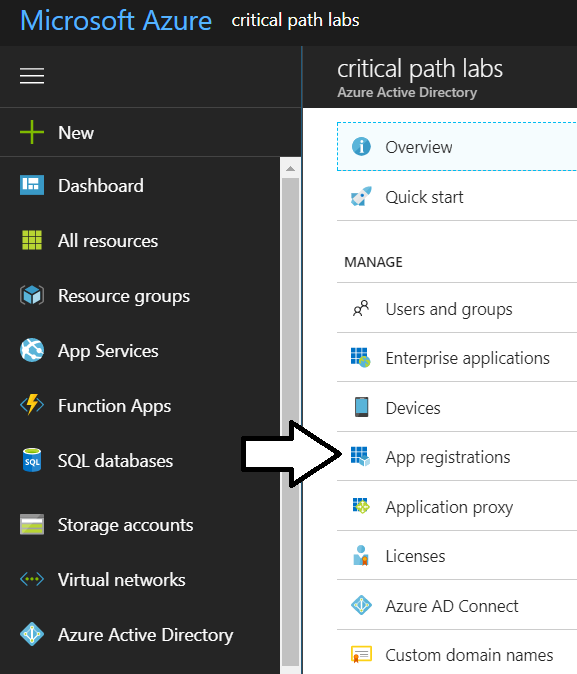 Microsoft Azure critical path labs
New
Dashboard
All resources
Resource groups
App Services
Function Apps
SQL databases
SQL
Storage accounts
Virtual networks
Azure Active Directory
critical path labs
Azure Active Directory
Overview
Quick start
MANAGE
Users and groups
Enterprise applications
Devices
App registrations
Application proxy
Licenses
Azure AD Connect
Custom domain names